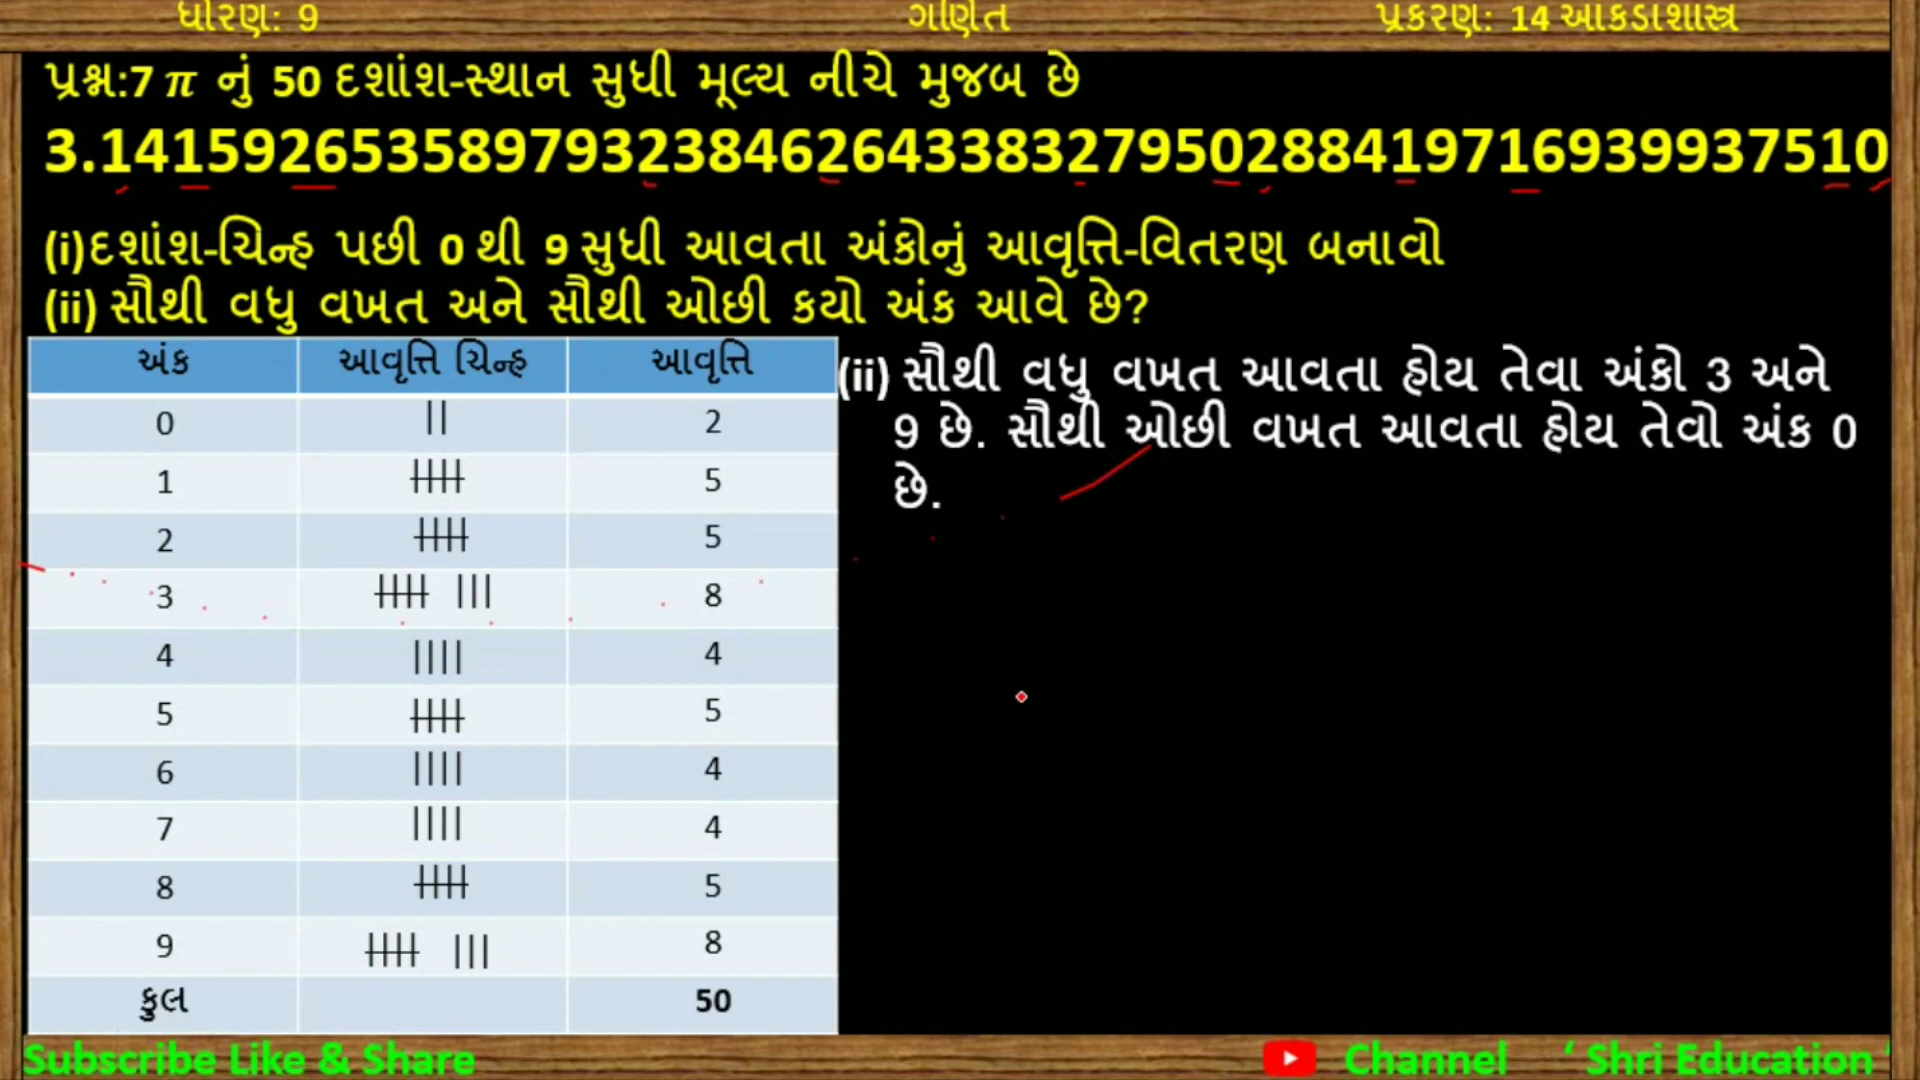 ધોરણ: 9 ગણિત પ્રકરણ: 14 આંકડાશાસ્ત્ર
પ્રશ્ન:7 π નું 50 દશાંશ-સ્થાન સુધી મૂલ્ય નીચે મુજબ છે
3.14159265358979323846264338327950288419716939937510
(i)દશાંશ-ચિન્હ પછી 0 થી 9 સુધી આવતા અંકોનું આવૃત્તિ-વિતરણ બનાવો
(ii) સૌથી વધુ વખત અને સૌથી ઓછી કયો અંક આવે છે?
અંક આવૃત્તિ ચિન્હ આવૃત્તિ
0 || 2
1 5
2 5
3 8
4 |||| 4
5 5
6 |||| 4
7 |||| 4
8 5
9 8
કુલ 50
(ii) સૌથી વધુ વખત આવતા હોય તેવા અંકો 3 અને
9 છે. સૌથી ઓછી વખત આવતા હોય તેવો અંક 0
છે.
Subscribe Like & Share
Channel ‘ Shri Education ’